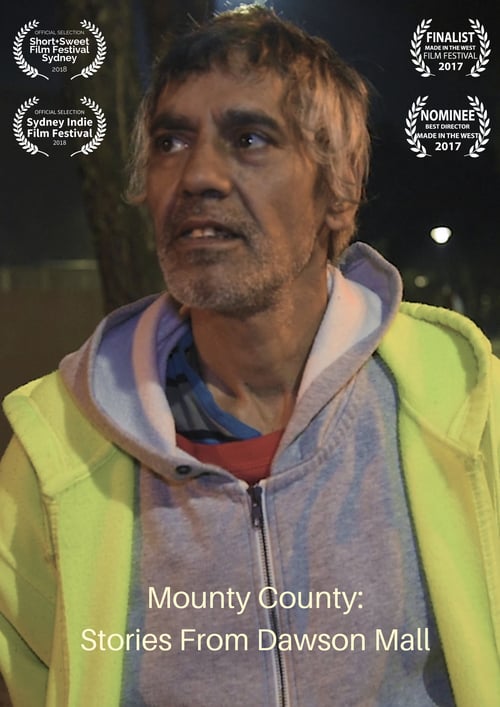 OFFICIAL SELECTION
Short+Sweet
Film Festival
Sydney
2018
FINALIST
MADE IN THE WEST
FILM FESTIVAL
2017
OFFICIAL SELECTION
Sydney Indie
Film Festival
2018
NOMINEE
BEST DIRECTOR
MADE IN THE WEST
2017
Mounty County:
Stories From Dawson Mall